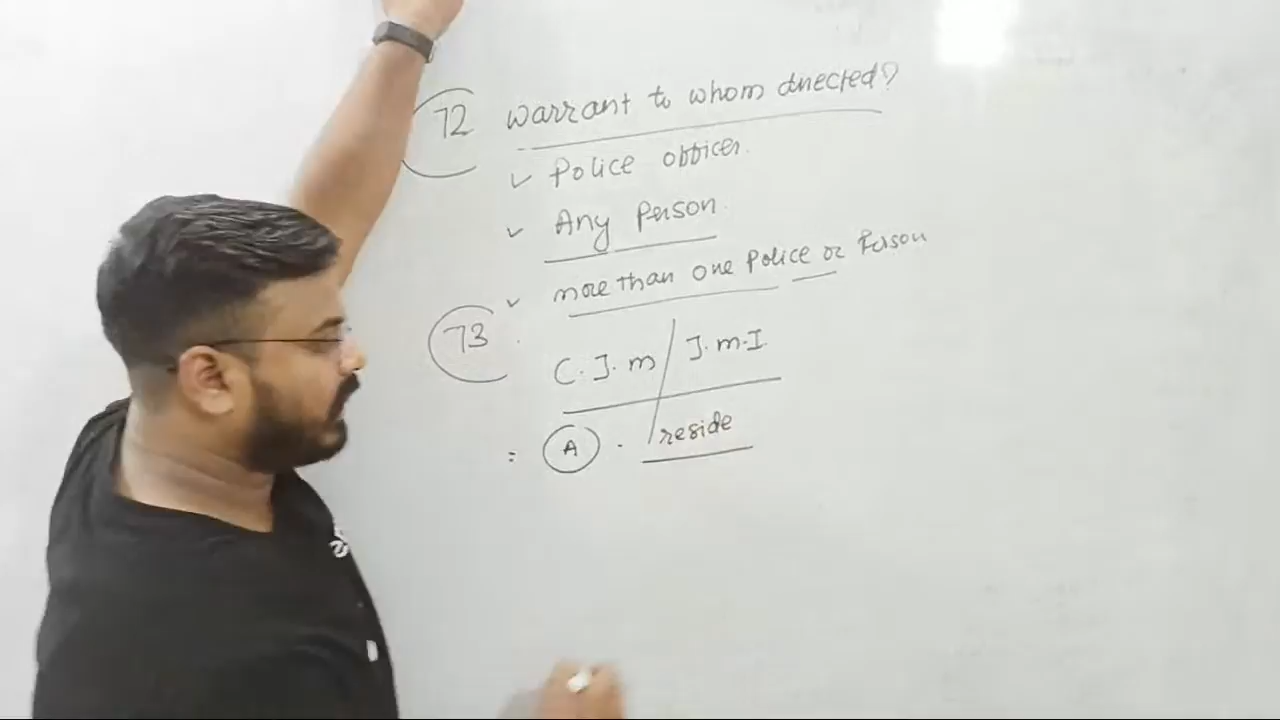 72 warrant to whom directed?
✓ Police officer.
✓ Any Person.
✓ more than one Police or Person
73 C.J.m / J.m.I.
= A . reside